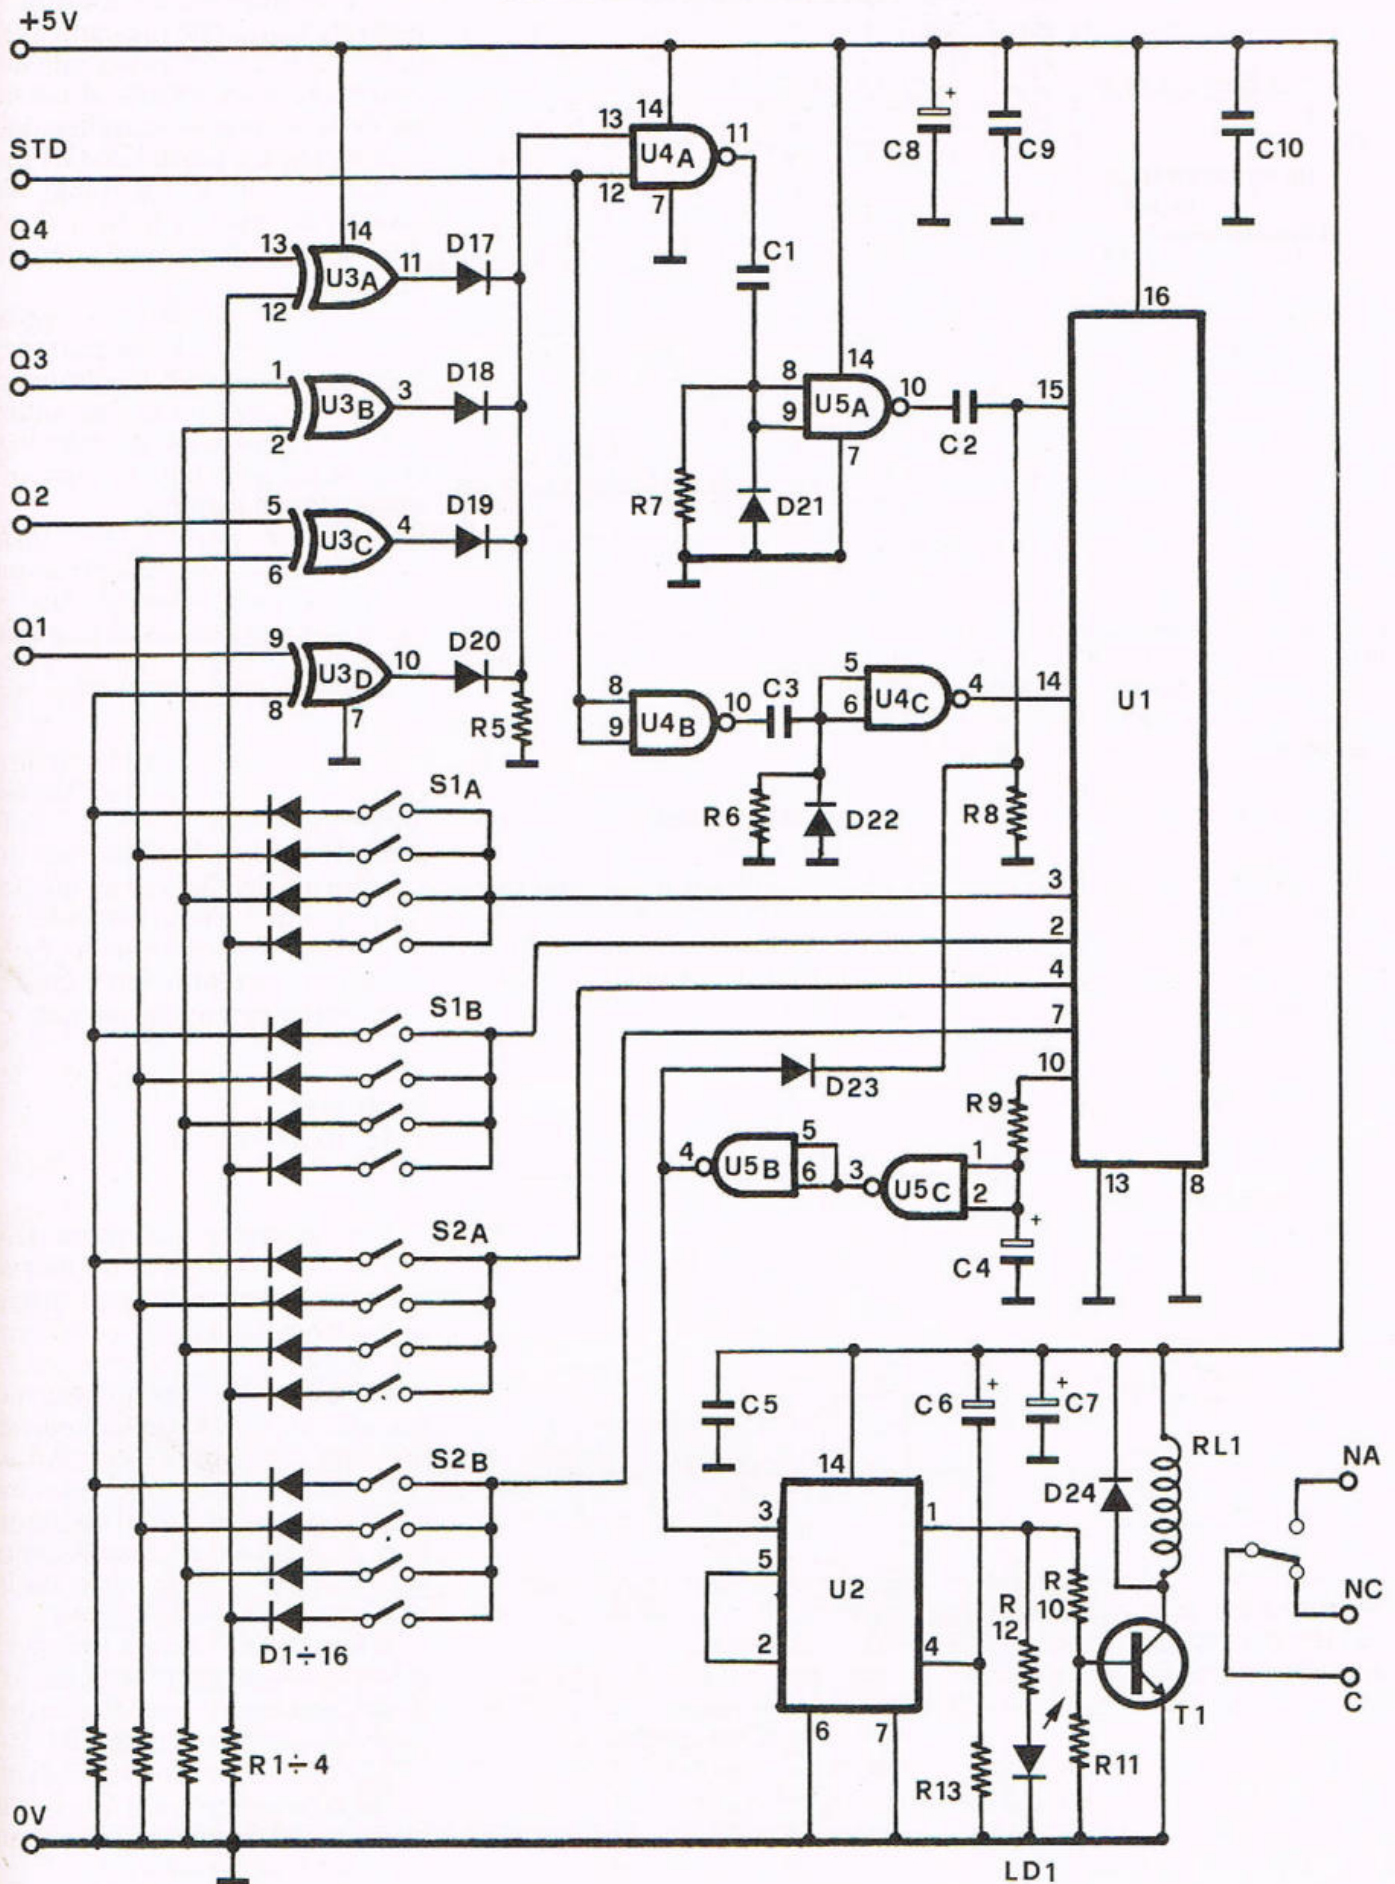 +5V
STD
Q4
Q3
Q2
Q1
0V
13
14
U3A
11
12
D17
1
U3B
3
2
D18
5
U3C
4
6
D19
9
U3D
10
8
7
D20
R5
13
14
U4A
11
12
7
C1
C8
+
C9
C10
8
14
U5A
10
9
7
C2
R7
D21
8
U4B
10
9
C3
5
U4C
4
6
R6
D22
R8
16
15
14
U1
3
2
4
7
10
13
8
S1A
S1B
S2A
S2B
D1÷16
R1÷4
D23
R9
4
U5B
5
6
3
U5C
1
2
+
C4
C5
C6
+
C7
+
14
3
5
U2
2
1
4
6
7
R13
R
12
R
10
R11
LD1
D24
RL1
T1
NA
NC
C